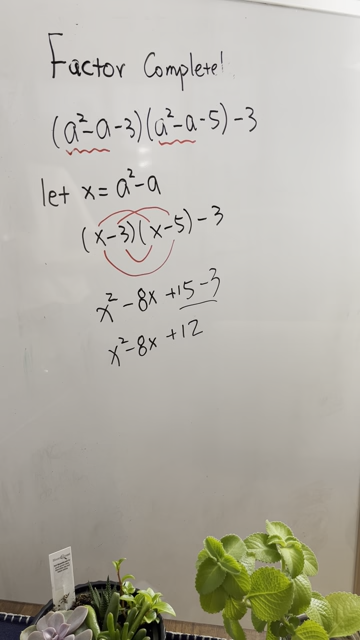 Factor Complete!
(a²-a-3)(a²-a-5)-3
let x=a²-a
(x-3)(x-5)-3
x²-8x+15-3
x²-8x+12